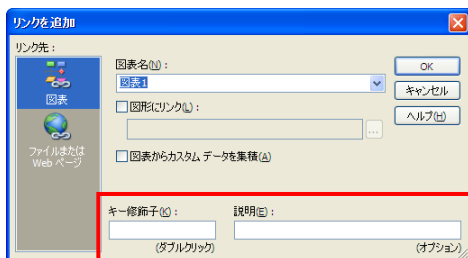 リンクを追加
リンク先：
図表
ファイルまたは
Web ページ
図表名(N)：
図表1
図形にリンク(L)：
...
図表からカスタム データを集積(A)
OK
キャンセル
ヘルプ(H)
キー修飾子(K)：
(ダブルクリック)
説明(E)：
(オプション)